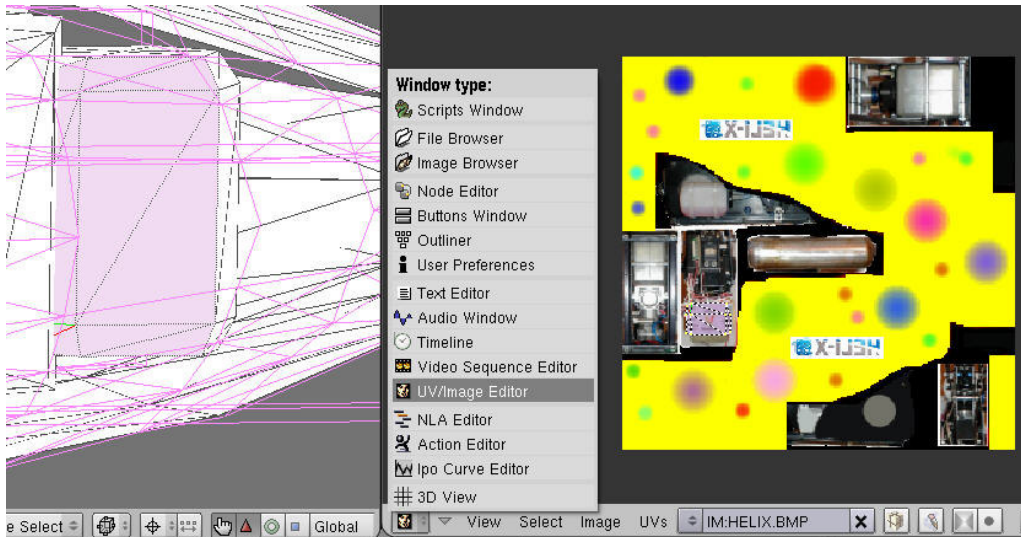 Window type:
Scripts Window
File Browser
Image Browser
Node Editor
Buttons Window
Outliner
User Preferences
Text Editor
Audio Window
Timeline
Video Sequence Editor
UV/Image Editor
NLA Editor
Action Editor
Ipo Curve Editor
3D View
e Select
Global
View Select Image UVs IM:HELIX.BMP